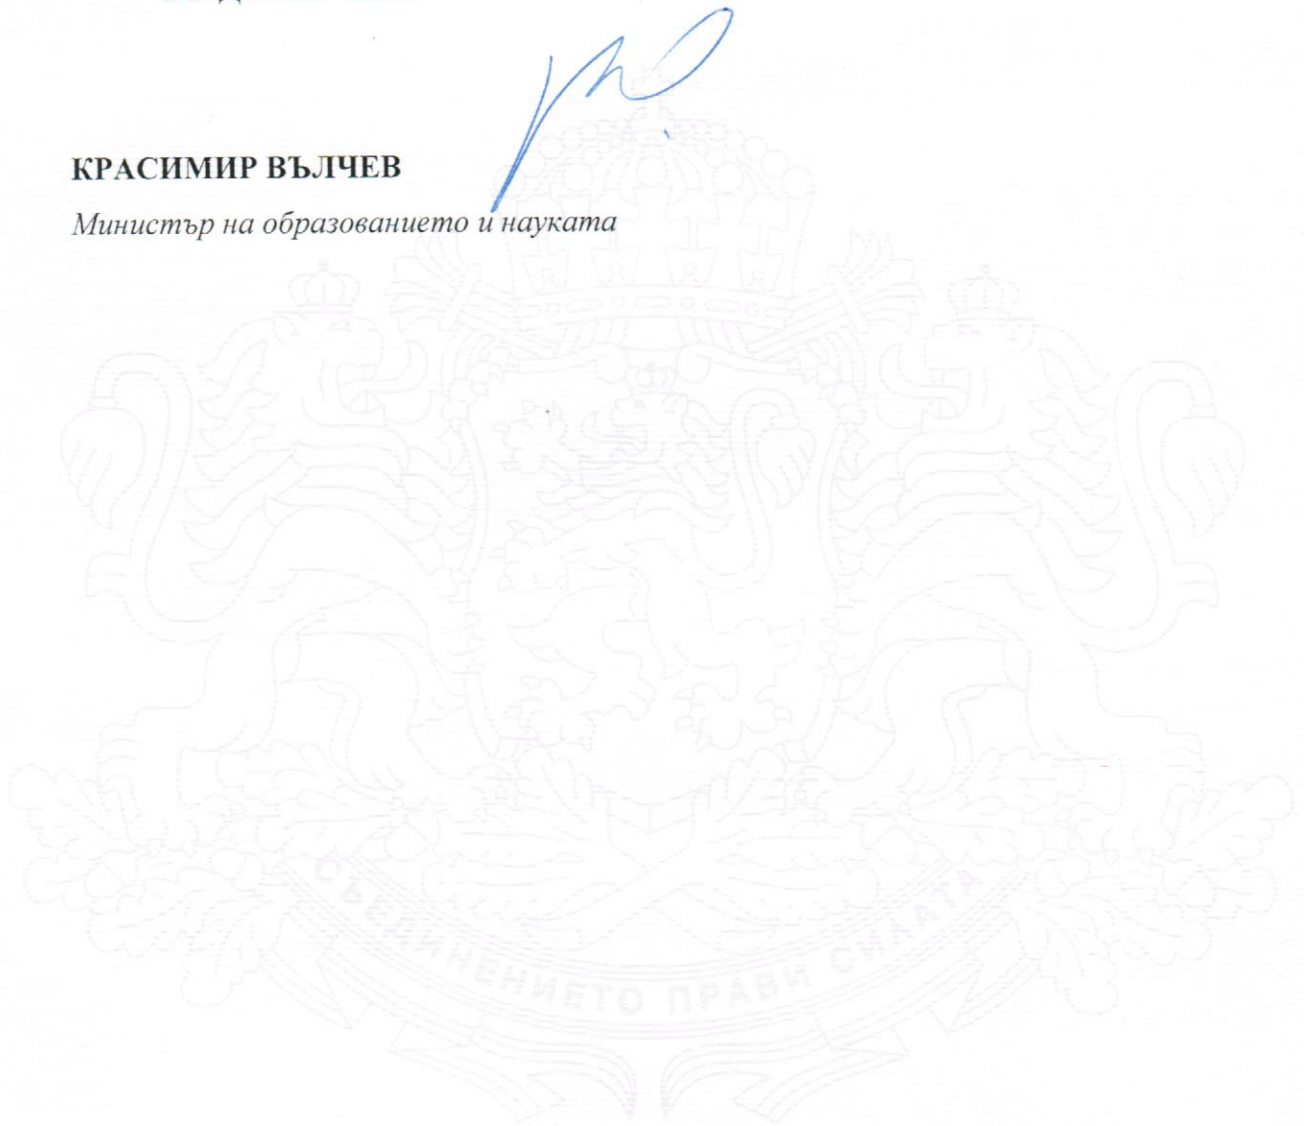 КРАСИМИР ВЪЛЧЕВ
Министър на образованието и науката
СЪЕДИНЕНИЕТО ПРАВИ СИЛАТА